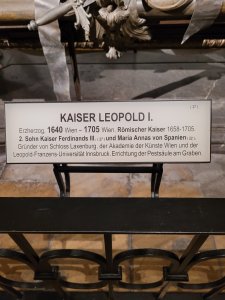 ( 37 )
KAISER LEOPOLD I.
Erzherzog, 1640 Wien – 1705 Wien. Römischer Kaiser 1658-1705.
2. Sohn Kaiser Ferdinands III. und Maria Annas von Spanien
Gründer von Schloss Laxenburg, der Akademie der Künste Wien und der
Leopold-Franzens-Universität Innsbruck. Errichtung der Pestsäule am Graben.